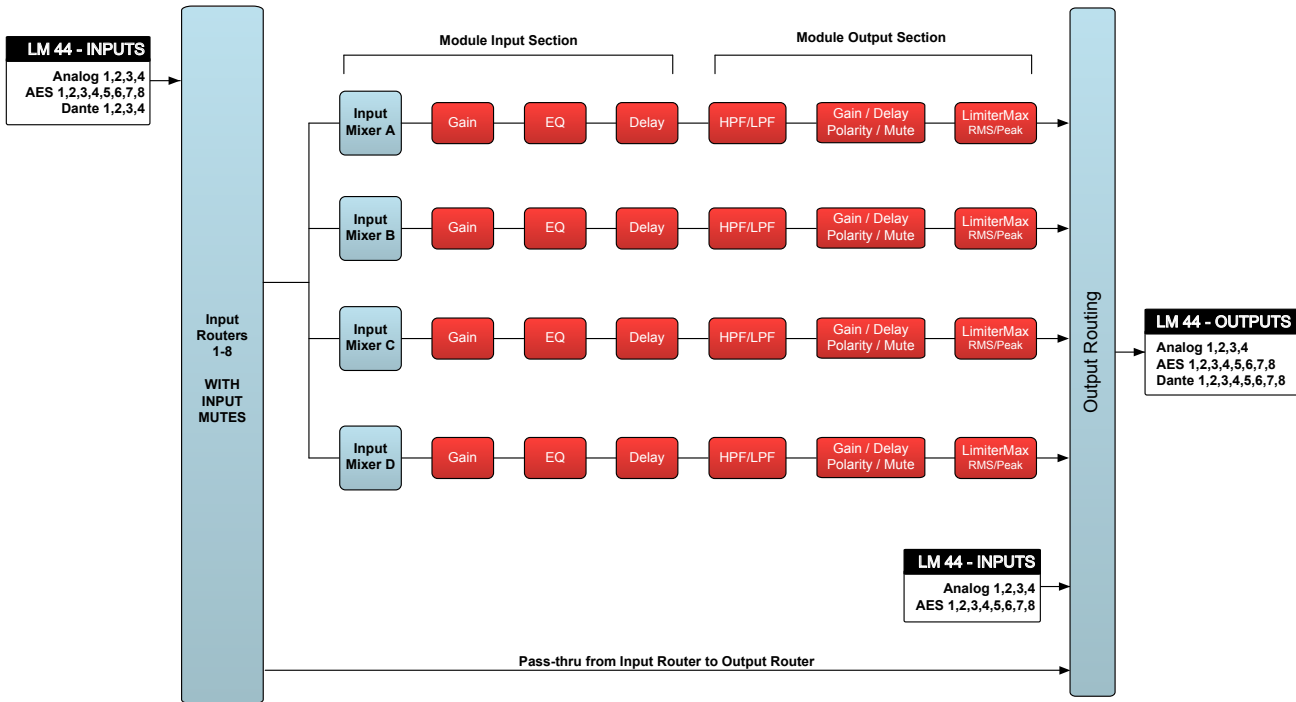 LM 44 - INPUTS
Analog 1,2,3,4
AES 1,2,3,4,5,6,7,8
Dante 1,2,3,4
Input
Routers
1-8
WITH
INPUT
MUTES
Module Input Section
Module Output Section
Input
Mixer A
Gain
EQ
Delay
HPF/LPF
Gain / Delay
Polarity / Mute
LimiterMax
RMS/Peak
Input
Mixer B
Gain
EQ
Delay
HPF/LPF
Gain / Delay
Polarity / Mute
LimiterMax
RMS/Peak
Input
Mixer C
Gain
EQ
Delay
HPF/LPF
Gain / Delay
Polarity / Mute
LimiterMax
RMS/Peak
Input
Mixer D
Gain
EQ
Delay
HPF/LPF
Gain / Delay
Polarity / Mute
LimiterMax
RMS/Peak
LM 44 - INPUTS
Analog 1,2,3,4
AES 1,2,3,4,5,6,7,8
Pass-thru from Input Router to Output Router
Output Routing
LM 44 - OUTPUTS
Analog 1,2,3,4
AES 1,2,3,4,5,6,7,8
Dante 1,2,3,4,5,6,7,8